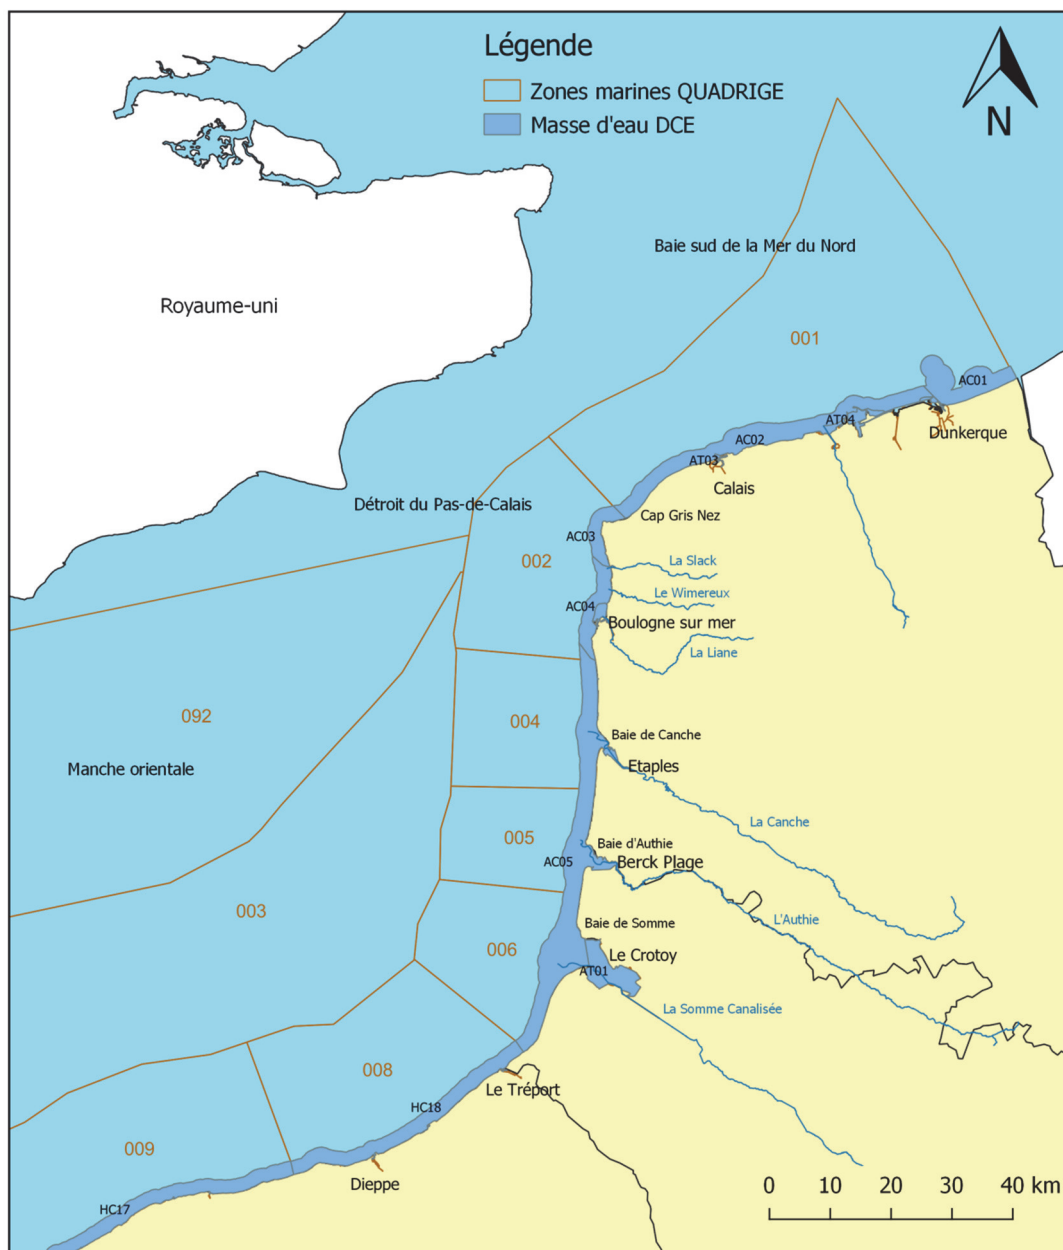 Légende
Zones marines QUADRIGE
Masse d'eau DCE
N
Baie sud de la Mer du Nord
Royaume-uni
001
AC01
AT04
Dunkerque
AC02
AT03
Calais
Détroit du Pas-de-Calais
Cap Gris Nez
AC03
002
La Slack
Le Wimereux
AC04
Boulogne sur mer
La Liane
092
004
Baie de Canche
Manche orientale
Etaples
La Canche
005
Baie d'Authie
AC05
Berck Plage
003
L'Authie
Baie de Somme
006
Le Crotoy
AT01
La Somme Canalisée
008
Le Tréport
HC18
009
Dieppe
HC17
0 10 20 30 40 km